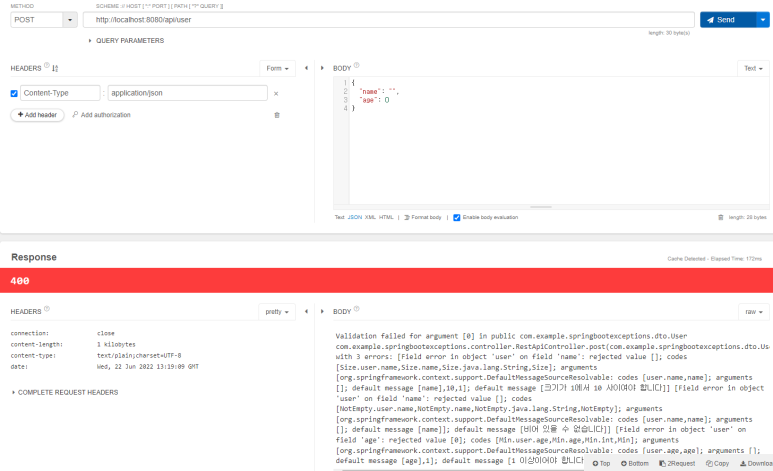 METHOD
SCHEME :// HOST [ ":" PORT ] [ PATH [ "?" QUERY ]]
POST
http://localhost:8080/api/user
Send
length: 30 byte(s)
QUERY PARAMETERS
HEADERS
Form
BODY
Text
Content-Type
:
application/json
Add header
Add authorization
1 {
2 "name": "",
3 "age": 0
4 }
Text JSON XML HTML | Format body | Enable body evaluation
length: 29 bytes
Response
Cache Detected - Elapsed Time: 172ms
400
HEADERS
pretty
BODY
raw
connection: close
content-length: 1 kilobytes
content-type: text/plain;charset=UTF-8
date: Wed, 22 Jun 2022 13:19:09 GMT
COMPLETE REQUEST HEADERS
Validation failed for argument [0] in public com.example.springbootexceptions.dto.User
com.example.springbootexceptions.controller.RestApiController.post(com.example.springbootexceptions.dto.Us
with 3 errors: [Field error in object 'user' on field 'name': rejected value []; codes
[Size.user.name,Size.name,Size.java.lang.String,Size]; arguments
[org.springframework.context.support.DefaultMessageSourceResolvable: codes [user.name,name]; arguments
[]; default message [name],10,1]; default message [크기가 1에서 10 사이여야 합니다]] [Field error in object
'user' on field 'name': rejected value []; codes
[NotEmpty.user.name,NotEmpty.name,NotEmpty.java.lang.String,NotEmpty]; arguments
[org.springframework.context.support.DefaultMessageSourceResolvable: codes [user.name,name]; arguments
[]; default message [name]]; default message [비어 있을 수 없습니다]] [Field error in object 'user' on
field 'age': rejected value [0]; codes [Min.user.age,Min.age,Min.int,Min]; arguments
[org.springframework.context.support.DefaultMessageSourceResolvable: codes [user.age,age]; arguments [];
default message [age],1]; default message [1 이상이어야 합니다
Top
Bottom
2Request
Copy
Downloa